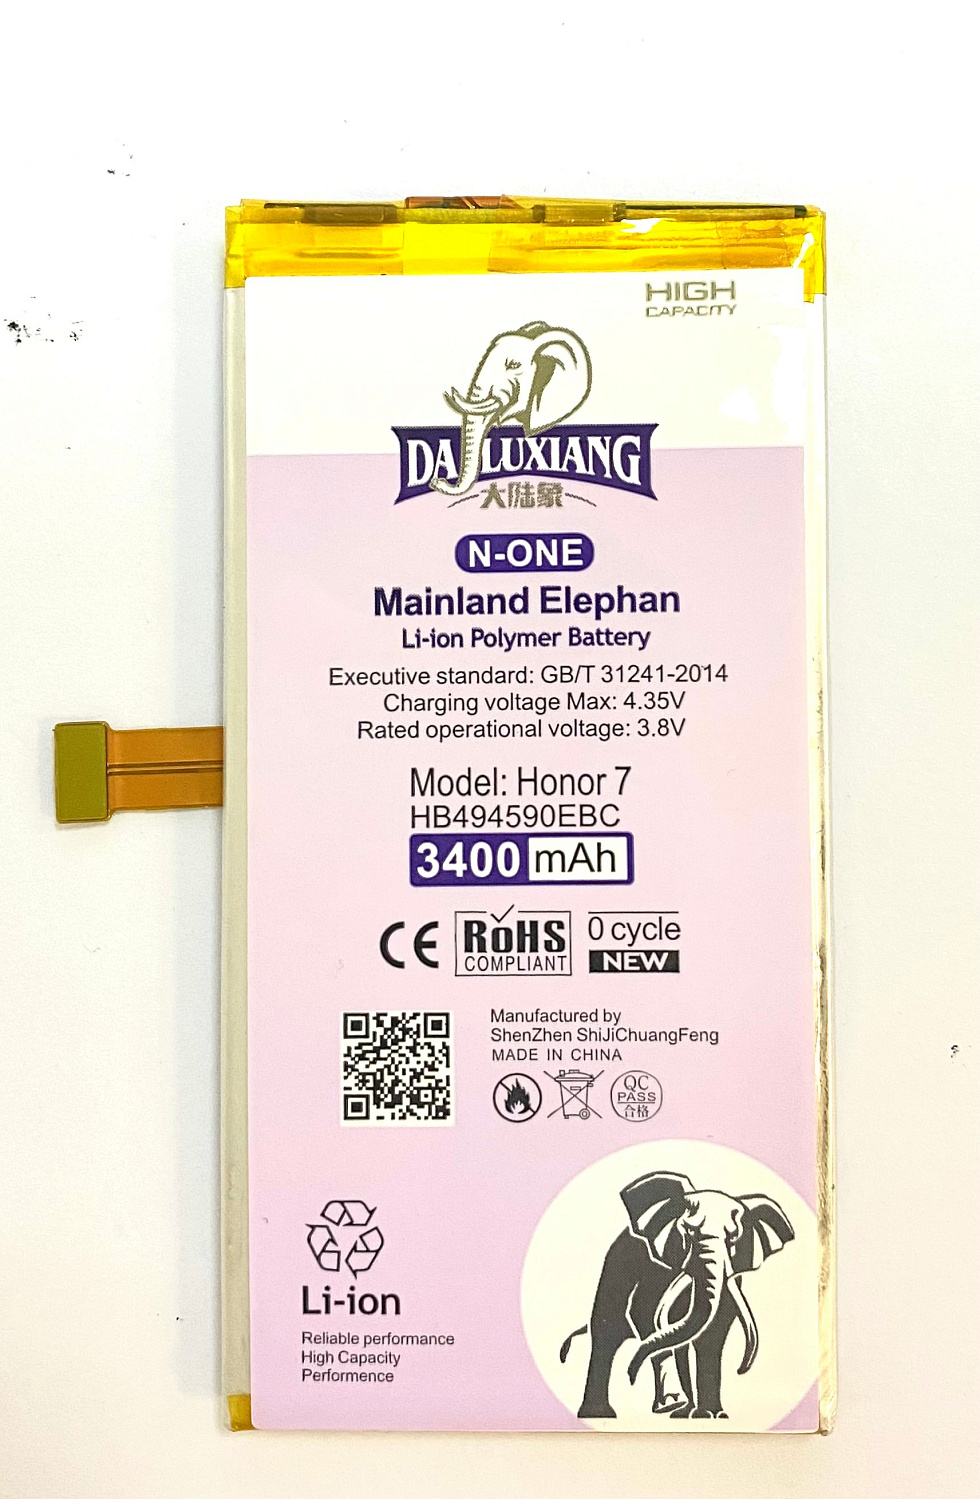 HIGH
CAPACITY
DALUXIANG
大陆象
N-ONE
Mainland Elephan
Li-ion Polymer Battery
Executive standard: GB/T 31241-2014
Charging voltage Max: 4.35V
Rated operational voltage: 3.8V
Model: Honor 7
HB494590EBC
3400 mAh
CE
RoHS
COMPLIANT
0 cycle
NEW
Manufactured by
ShenZhen ShiJiChuangFeng
MADE IN CHINA
QC
PASS
合格
Li-ion
Reliable performance
High Capacity
Performence